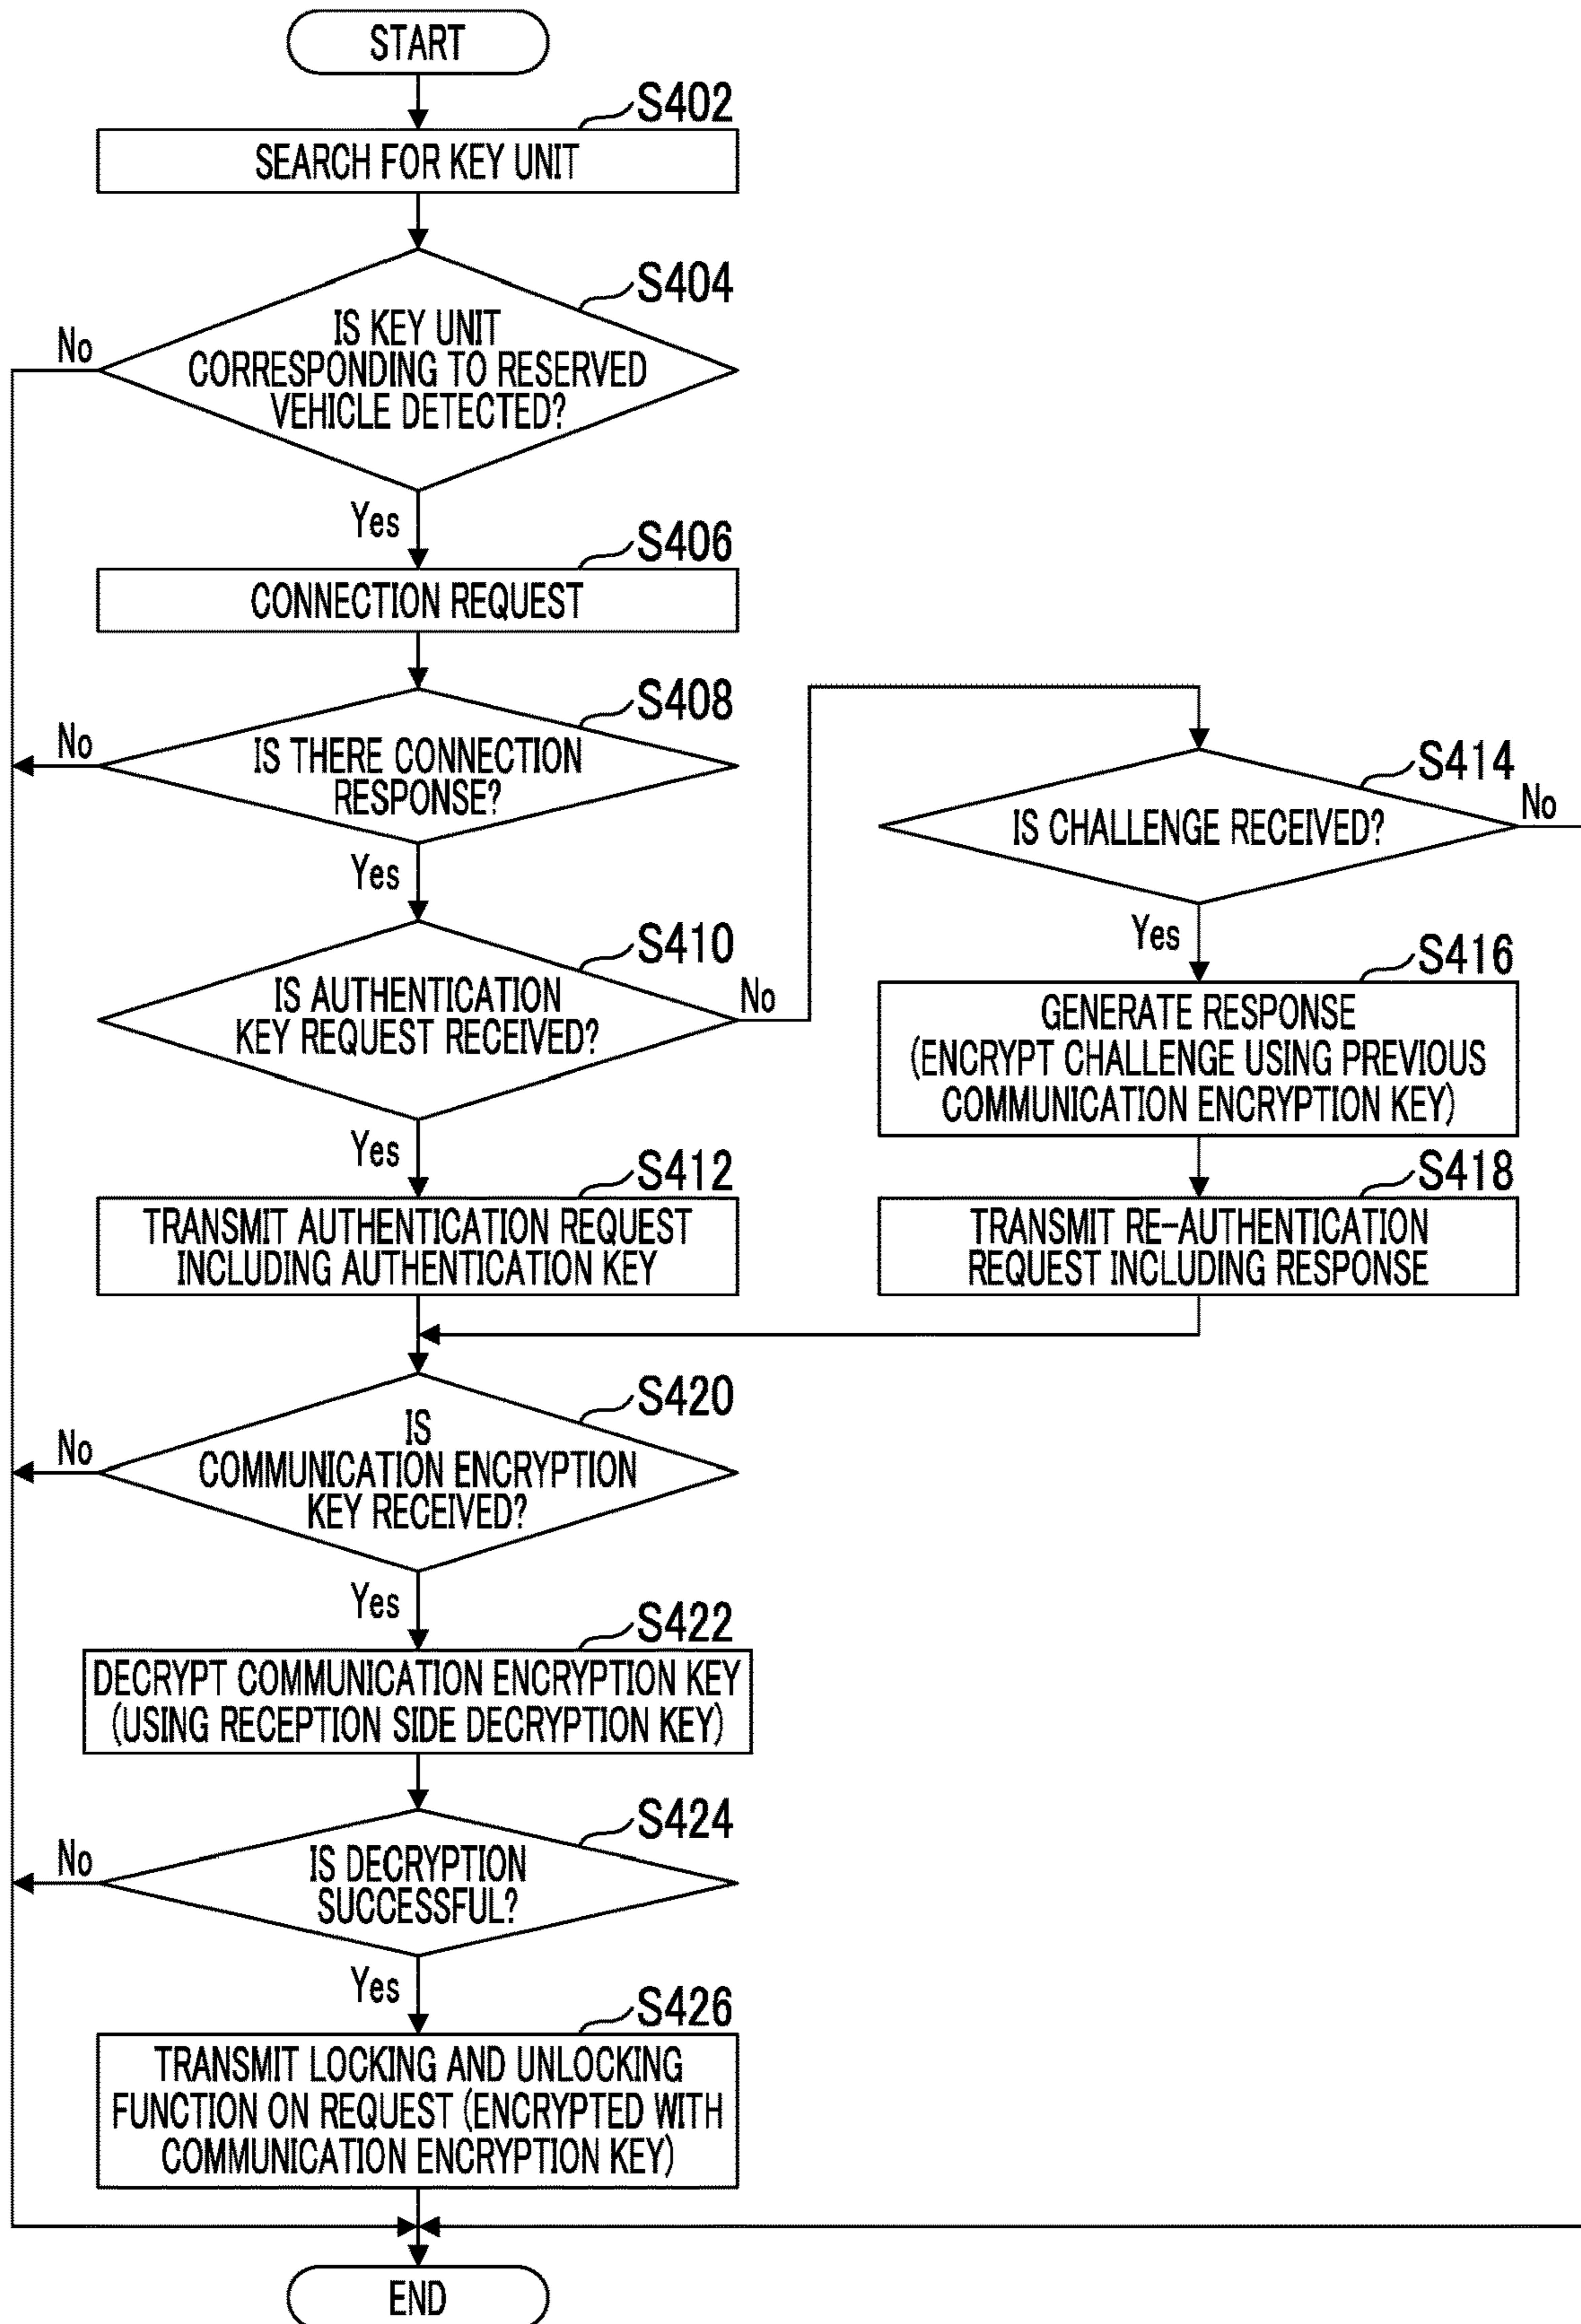 START
S402
SEARCH FOR KEY UNIT
S404
IS KEY UNIT
CORRESPONDING TO RESERVED
VEHICLE DETECTED?
No
Yes
S406
CONNECTION REQUEST
S408
IS THERE CONNECTION
RESPONSE?
No
Yes
S410
IS AUTHENTICATION
KEY REQUEST RECEIVED?
No
Yes
S412
TRANSMIT AUTHENTICATION REQUEST
INCLUDING AUTHENTICATION KEY
S414
IS CHALLENGE RECEIVED?
No
Yes
S416
GENERATE RESPONSE
(ENCRYPT CHALLENGE USING PREVIOUS
COMMUNICATION ENCRYPTION KEY)
S418
TRANSMIT RE-AUTHENTICATION
REQUEST INCLUDING RESPONSE
S420
IS
COMMUNICATION ENCRYPTION
KEY RECEIVED?
No
Yes
S422
DECRYPT COMMUNICATION ENCRYPTION KEY
(USING RECEPTION SIDE DECRYPTION KEY)
S424
IS DECRYPTION
SUCCESSFUL?
No
Yes
S426
TRANSMIT LOCKING AND UNLOCKING
FUNCTION ON REQUEST (ENCRYPTED WITH
COMMUNICATION ENCRYPTION KEY)
END